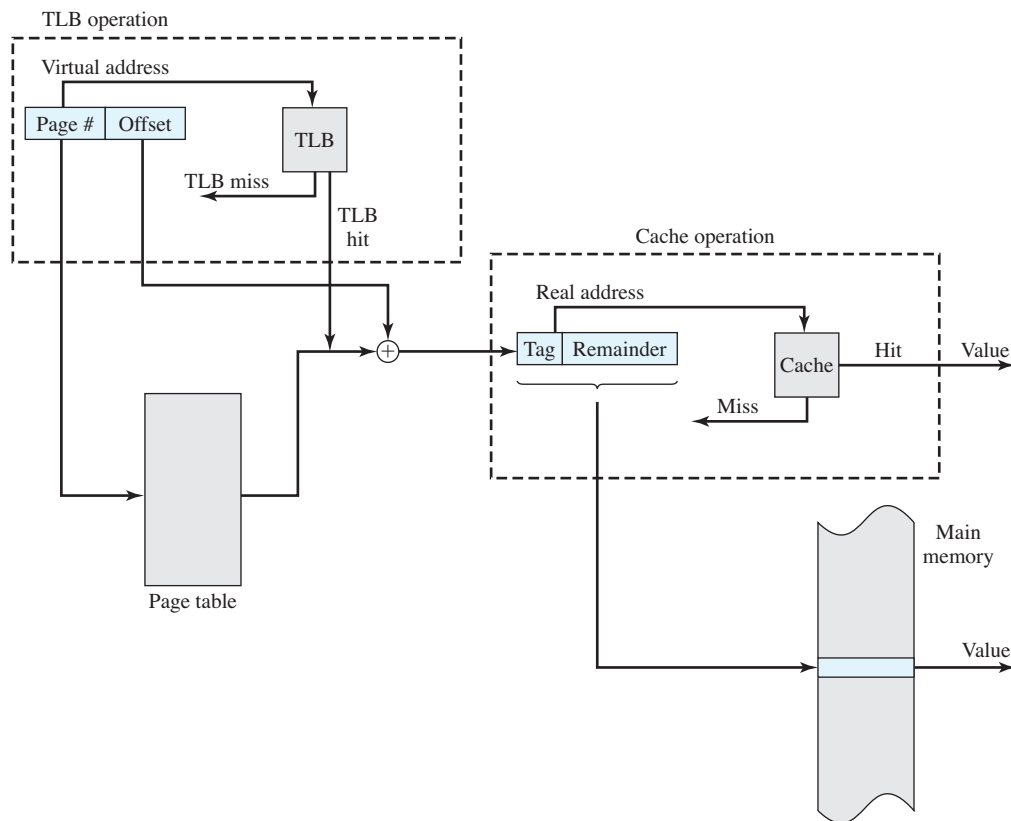 TLB operation
Virtual address
Page #
Offset
TLB
TLB miss
TLB
hit
Cache operation
Real address
Tag
Remainder
Cache
Hit
Value
Miss
Page table
Main
memory
Value